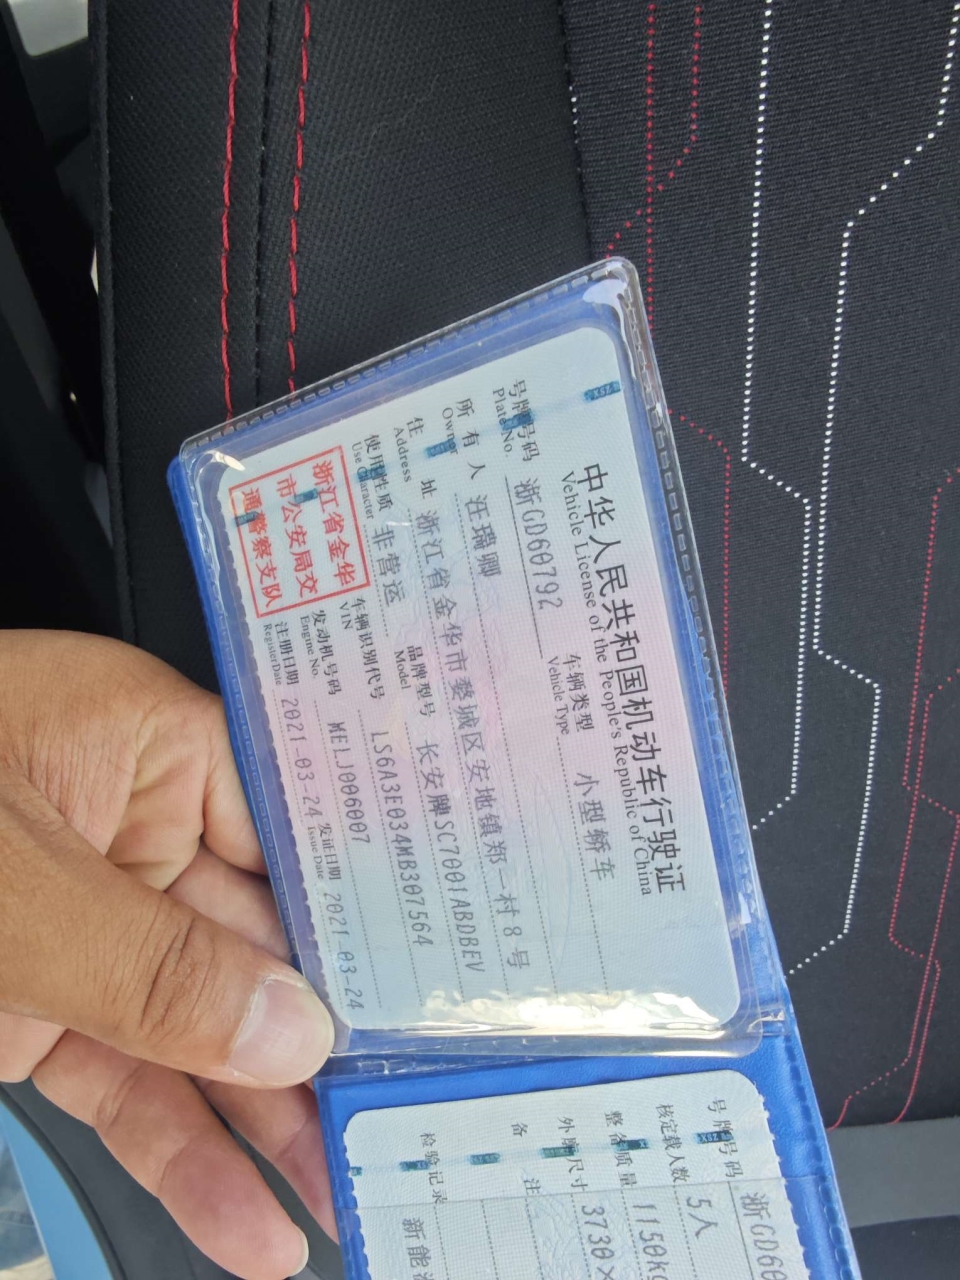 中华人民共和国机动车行驶证
Vehicle License of the People's Republic of China
号牌号码 浙GD60792 车辆类型 小型轿车
Plate No. Vehicle Type
所有人 汪瑞卿
Owner
住址 浙江省金华市婺城区安地镇郑一村8号
Address
使用性质 非营运 品牌型号 长安牌SC7001ABDBEV
Use Character Model
浙江省金华
市公安局交
通警察支队
车辆识别代号 LS6A3E034MB307564
VIN
发动机号码 MELJ006007
Engine No.
注册日期 2021-03-24 发证日期 2021-03-24
Register Date Issue Date
号牌号码 浙GD60
核定载人数 5人
整备质量 1150kg
外廓尺寸 3730×
备注
检验记录 新能源